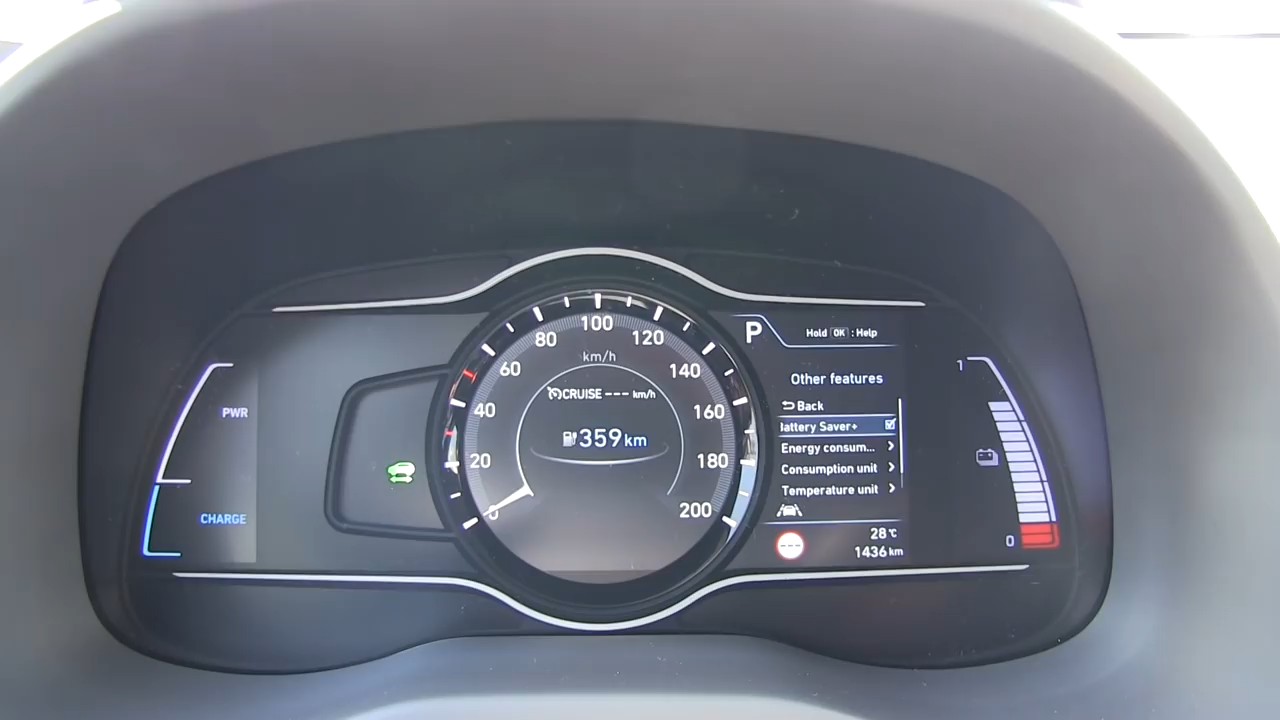 P
Hold OK : Help
100
80
120
km/h
60
140
1
Other features
CRUISE --- km/h
Back
40
160
PWR
attery Saver+
359 km
Energy consum...
20
180
Consumption unit
Temperature unit
0
200
CHARGE
28 °C
---
1436 km
0